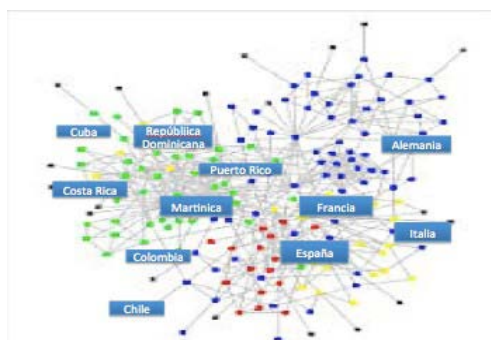 Cuba
República
Dominicana
Alemania
Puerto Rico
Costa Rica
Martinica
Francia
Italia
España
Colombia
Chile